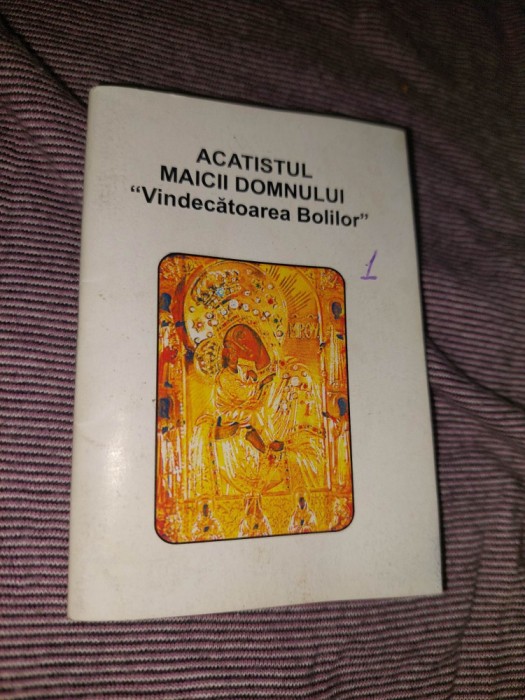 ACATISTUL
MAICII DOMNULUI
“Vindecătoarea Bolilor”
1